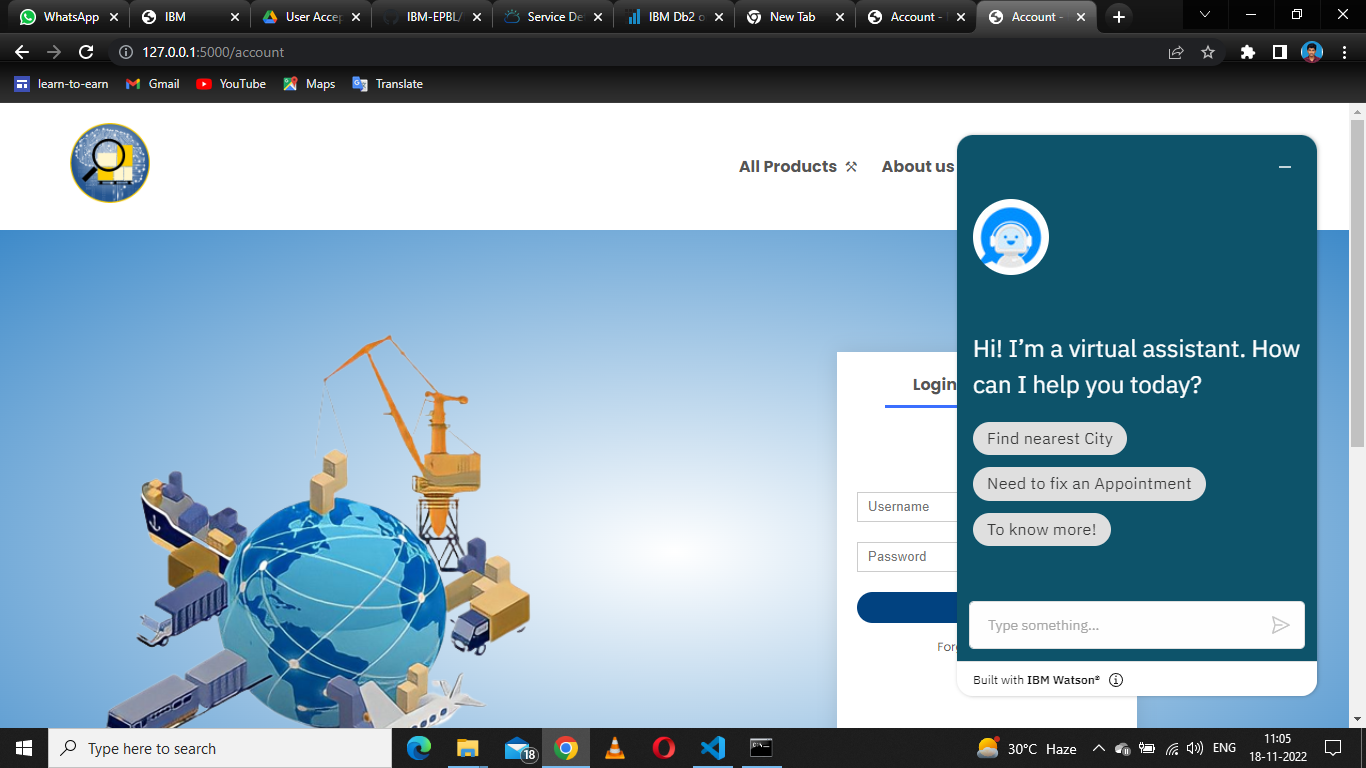 WhatsApp
IBM
User Accep
IBM-EPBL/
Service De
IBM Db2 o
New Tab
Account -
Account -
127.0.0.1:5000/account
learn-to-earn
Gmail
YouTube
Maps
Translate
All Products
About us
Hi! I’m a virtual assistant. How
can I help you today?
Find nearest City
Need to fix an Appointment
To know more!
Type something...
Built with IBM Watson®
Login
Username
Password
Forg
Type here to search
18
30°C Haze
ENG
11:05
18-11-2022